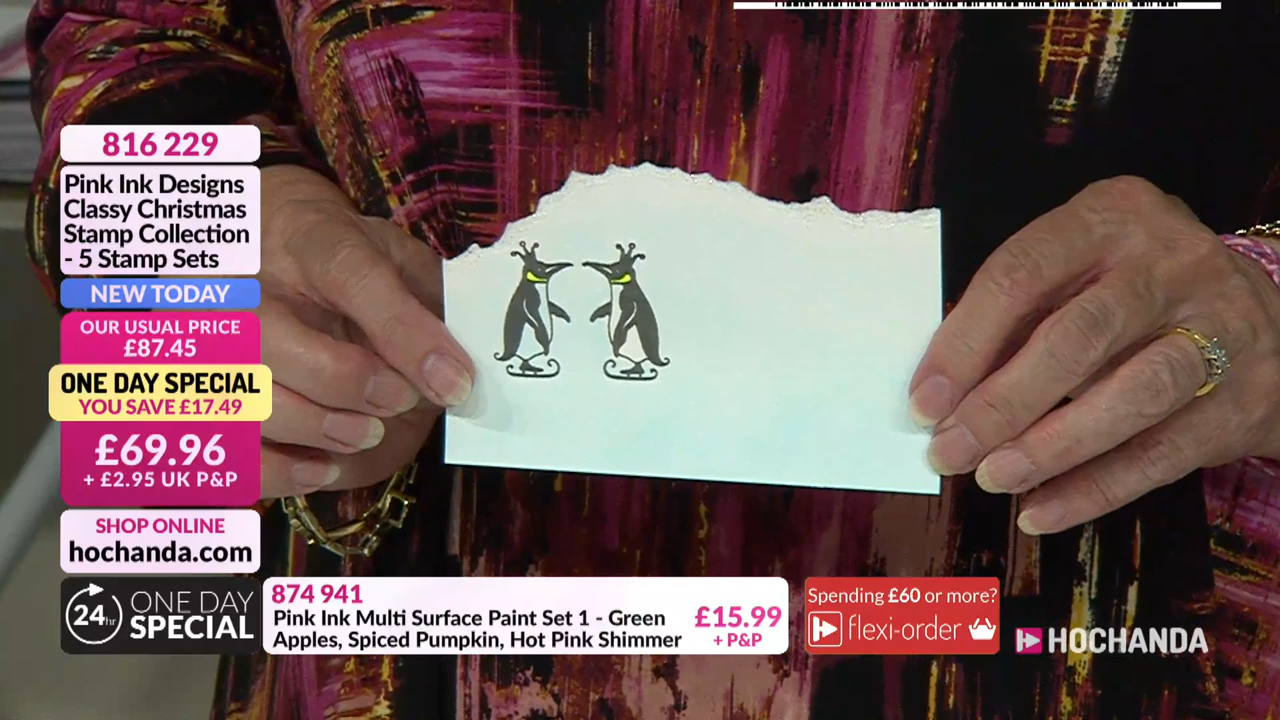 816 229
Pink Ink Designs
Classy Christmas
Stamp Collection
- 5 Stamp Sets
NEW TODAY
OUR USUAL PRICE
£87.45
ONE DAY SPECIAL
YOU SAVE £17.49
£69.96
+ £2.95 UK P&P
SHOP ONLINE
hochanda.com
24hr
ONE DAY
SPECIAL
874 941
Pink Ink Multi Surface Paint Set 1 - Green
Apples, Spiced Pumpkin, Hot Pink Shimmer
£15.99
+ P&P
Spending £60 or more?
flexi-order
HOCHANDA